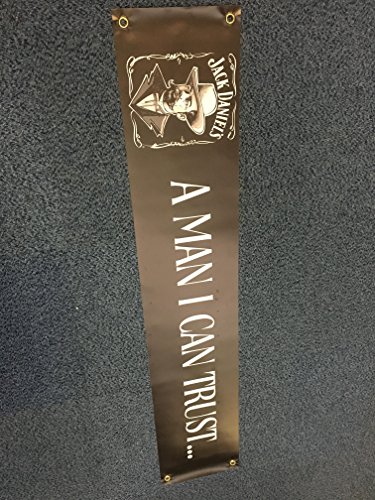 JACK DANIEL'S
A MAN I CAN TRUST...